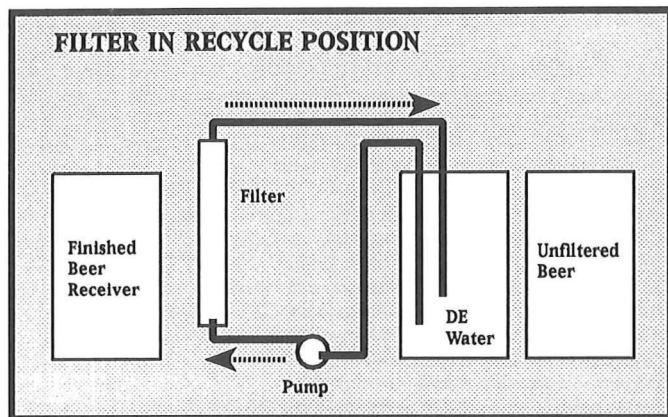 FILTER IN RECYCLE POSITION
Filter
Finished
Beer
Receiver
Unfiltered
Beer
DE
Water
Pump